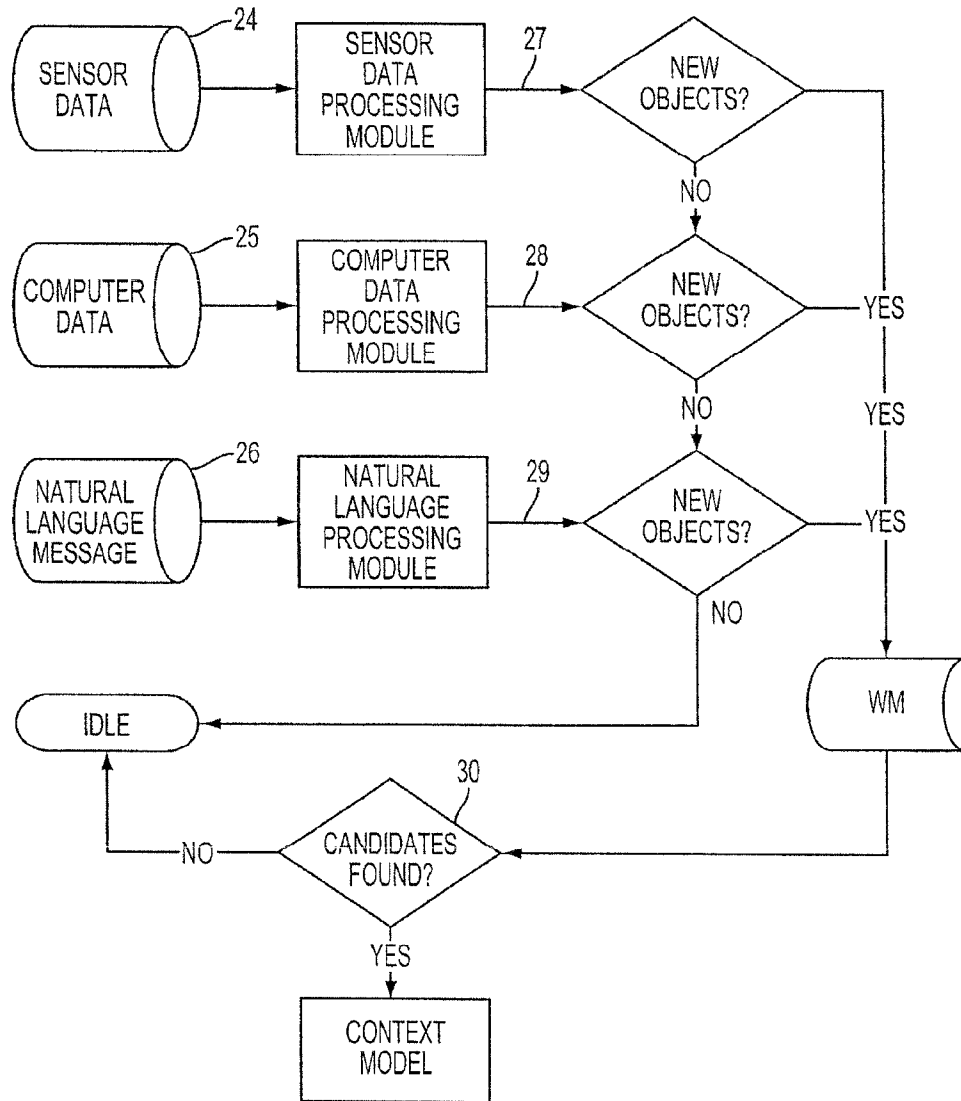 24
SENSOR
DATA
SENSOR
DATA
PROCESSING
MODULE
27
NEW
OBJECTS?
NO
25
COMPUTER
DATA
COMPUTER
DATA
PROCESSING
MODULE
28
NEW
OBJECTS?
YES
NO
YES
26
NATURAL
LANGUAGE
MESSAGE
NATURAL
LANGUAGE
PROCESSING
MODULE
29
NEW
OBJECTS?
YES
NO
WM
IDLE
30
CANDIDATES
FOUND?
NO
YES
CONTEXT
MODEL